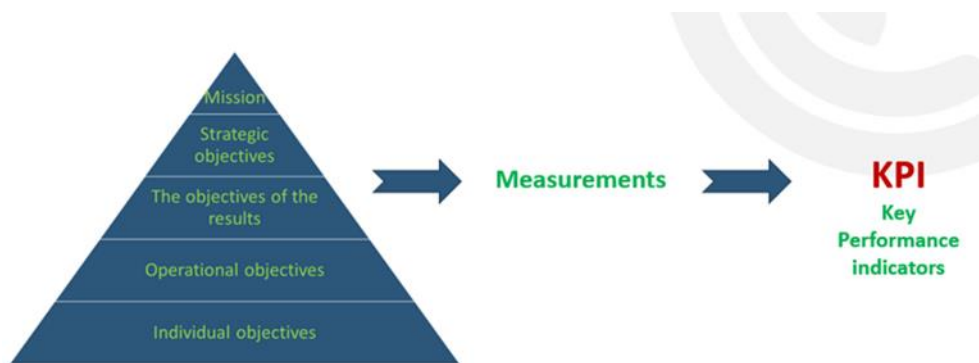 Mission
Strategic
objectives
The objectives of the
results
Operational objectives
Individual objectives
Measurements
KPI
Key
Performance
indicators